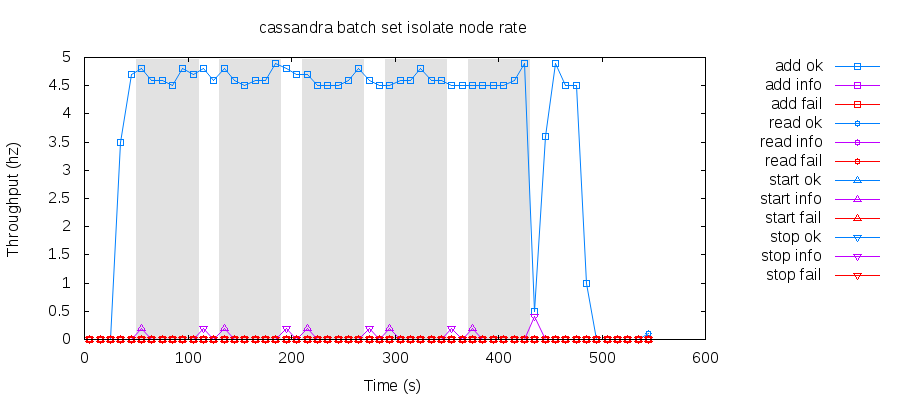 cassandra batch set isolate node rate
Throughput (hz)
5
4.5
4
3.5
3
2.5
2
1.5
1
0.5
0
0 100 200 300 400 500 600
Time (s)
add ok
add info
add fail
read ok
read info
read fail
start ok
start info
start fail
stop ok
stop info
stop fail